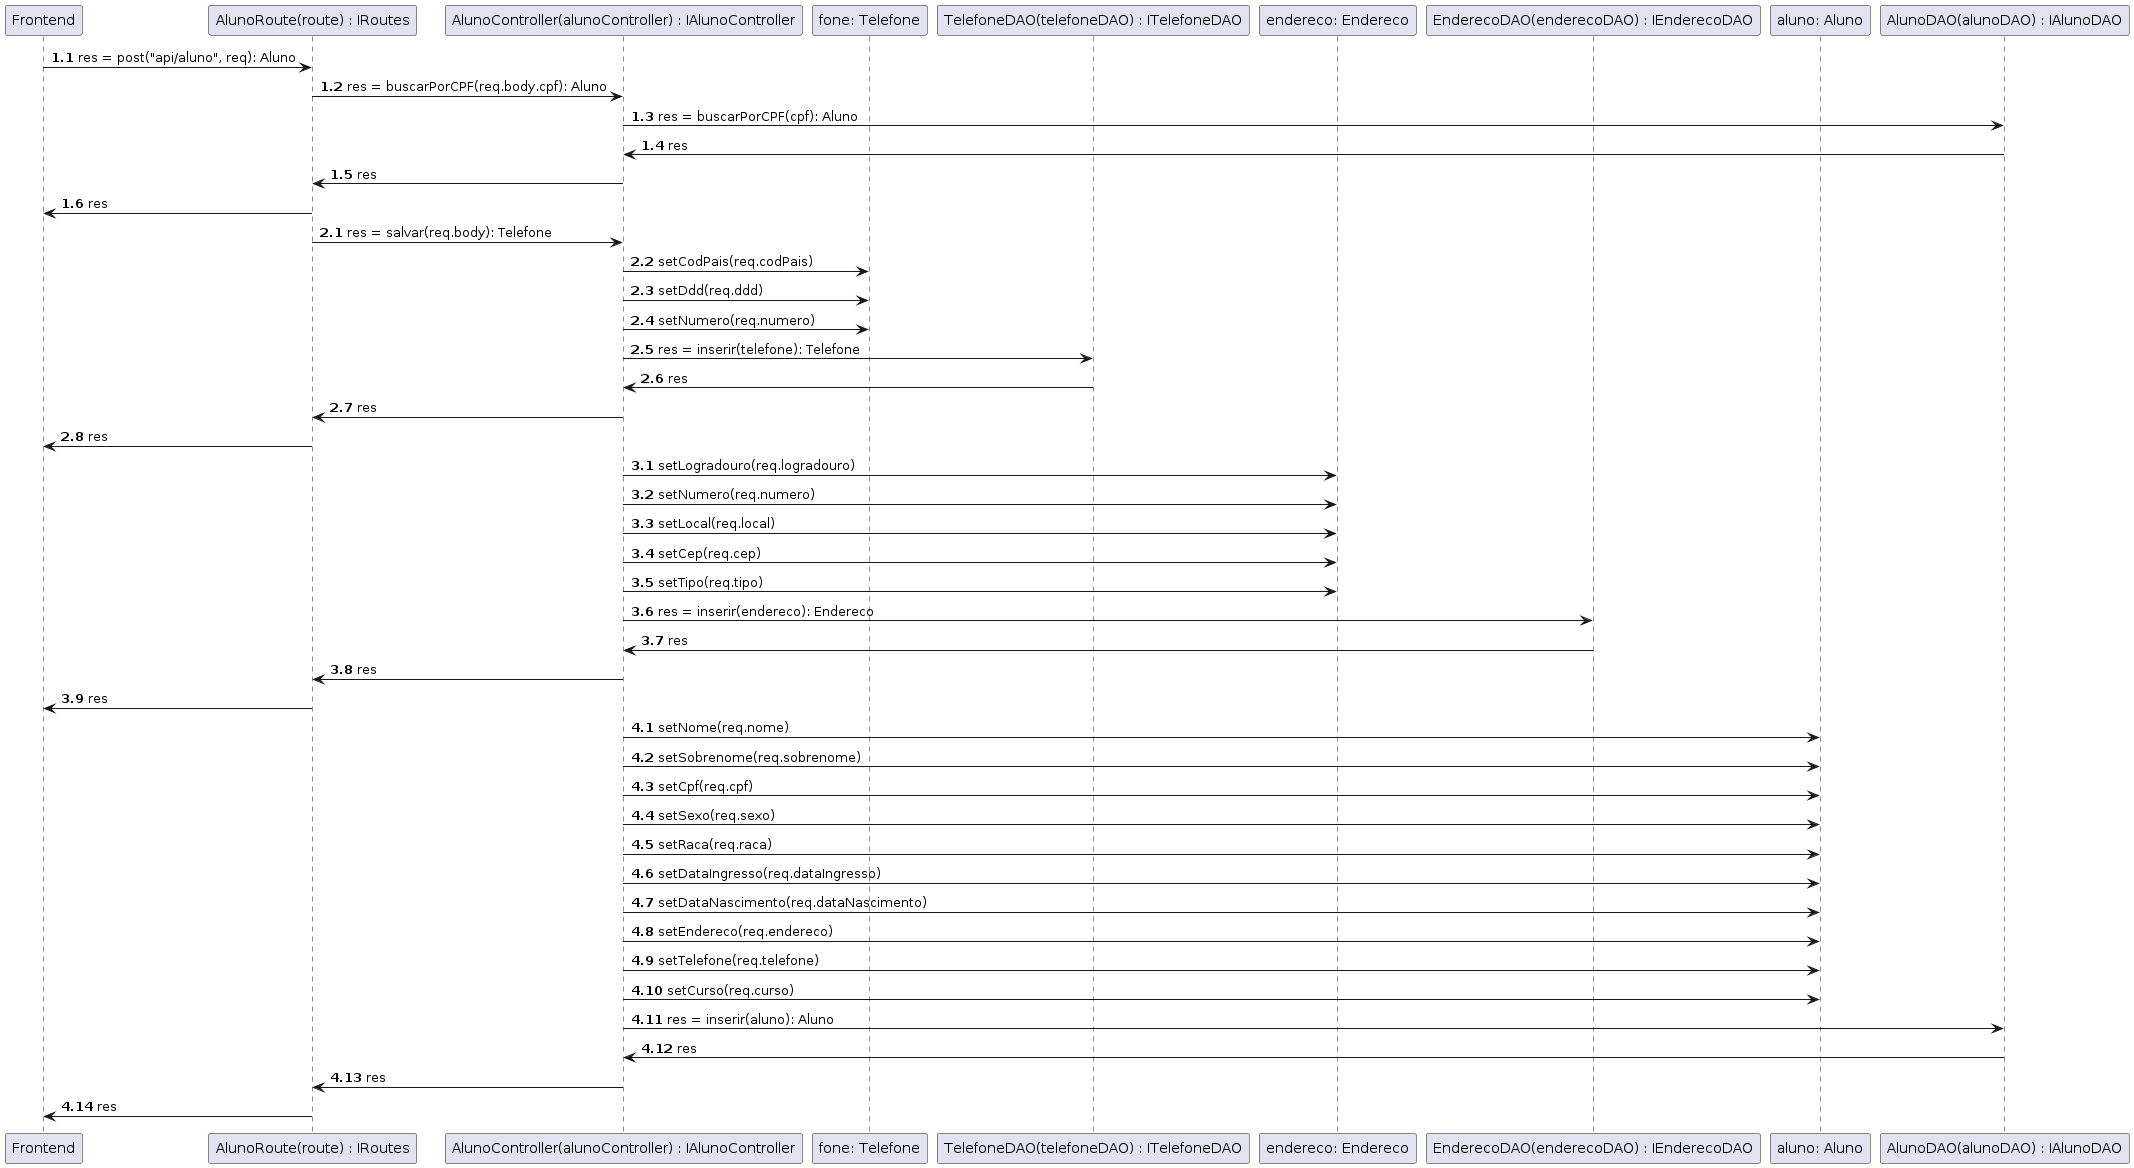 Frontend
AlunoRoute(route) : IRoutes
AlunoController(alunoController) : IAlunoController
fone: Telefone
TelefoneDAO(telefoneDAO) : ITelefoneDAO
endereco: Endereco
EnderecoDAO(enderecoDAO) : IEnderecoDAO
aluno: Aluno
AlunoDAO(alunoDAO) : IAlunoDAO
1.1 res = post("api/aluno", req): Aluno
1.2 res = buscarPorCPF(req.body.cpf): Aluno
1.3 res = buscarPorCPF(cpf): Aluno
1.4 res
1.5 res
1.6 res
2.1 res = salvar(req.body): Telefone
2.2 setCodPais(req.codPais)
2.3 setDdd(req.ddd)
2.4 setNumero(req.numero)
2.5 res = inserir(telefone): Telefone
2.6 res
2.7 res
2.8 res
3.1 setLogradouro(req.logradouro)
3.2 setNumero(req.numero)
3.3 setLocal(req.local)
3.4 setCep(req.cep)
3.5 setTipo(req.tipo)
3.6 res = inserir(endereco): Endereco
3.7 res
3.8 res
3.9 res
4.1 setNome(req.nome)
4.2 setSobrenome(req.sobrenome)
4.3 setCpf(req.cpf)
4.4 setSexo(req.sexo)
4.5 setRaca(req.raca)
4.6 setDataIngresso(req.dataIngresso)
4.7 setDataNascimento(req.dataNascimento)
4.8 setEndereco(req.endereco)
4.9 setTelefone(req.telefone)
4.10 setCurso(req.curso)
4.11 res = inserir(aluno): Aluno
4.12 res
4.13 res
4.14 res
Frontend
AlunoRoute(route) : IRoutes
AlunoController(alunoController) : IAlunoController
fone: Telefone
TelefoneDAO(telefoneDAO) : ITelefoneDAO
endereco: Endereco
EnderecoDAO(enderecoDAO) : IEnderecoDAO
aluno: Aluno
AlunoDAO(alunoDAO) : IAlunoDAO